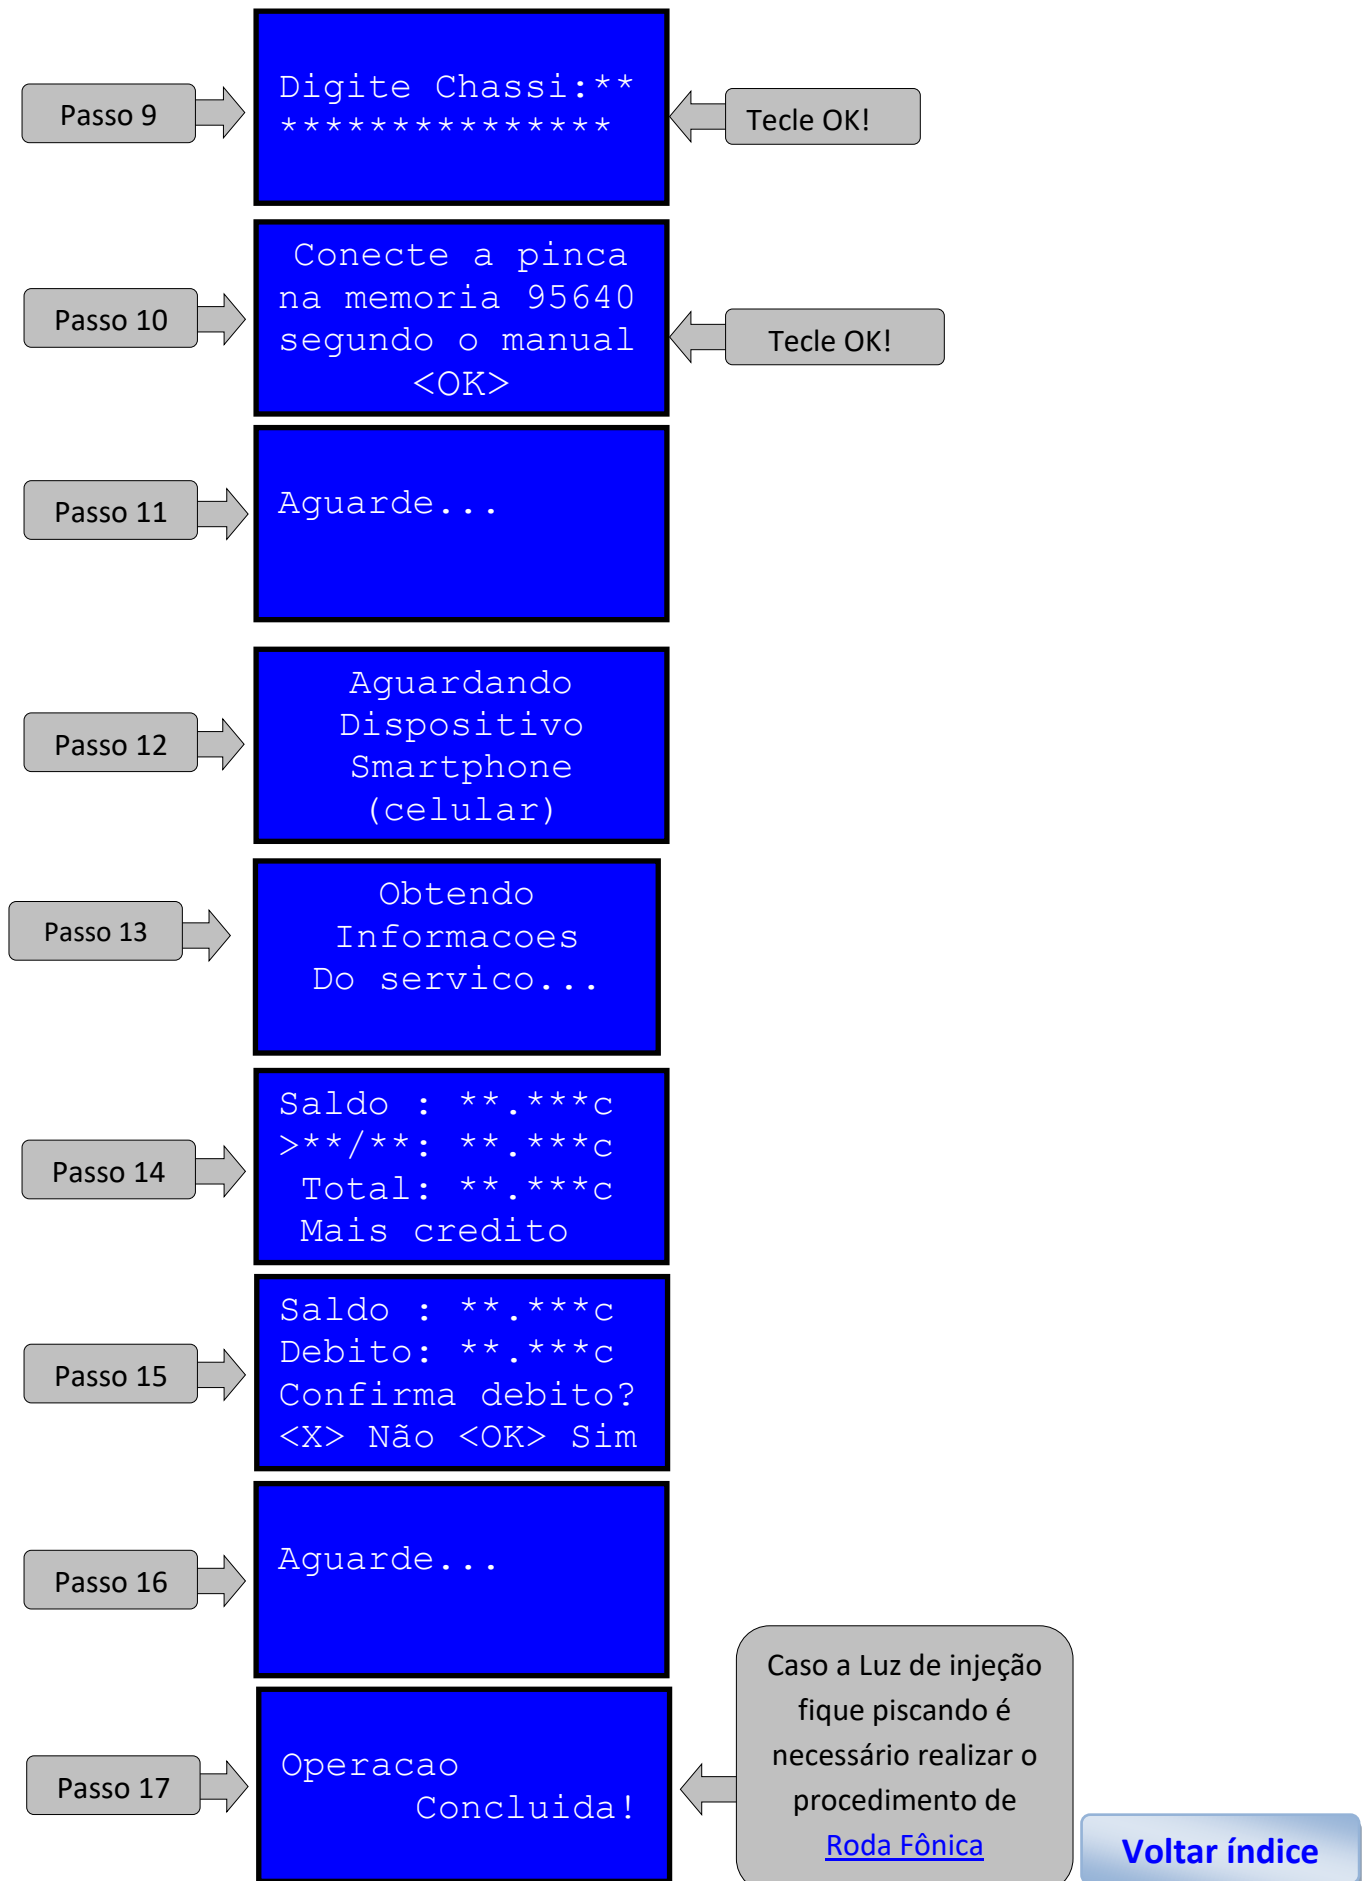 Passo 9
Digite Chassi:**
***************
Tecle OK!
Passo 10
Conecte a pinca
na memoria 95640
segundo o manual
<OK>
Tecle OK!
Passo 11
Aguarde...
Passo 12
Aguardando
Dispositivo
Smartphone
(celular)
Passo 13
Obtendo
Informacoes
Do servico...
Passo 14
Saldo : **.***c
>**/**: **.***c
Total: **.***c
Mais credito
Passo 15
Saldo : **.***c
Debito: **.***c
Confirma debito?
<X> Não <OK> Sim
Passo 16
Aguarde...
Passo 17
Operacao
Concluida!
Caso a Luz de injeção
fique piscando é
necessário realizar o
procedimento de
Roda Fônica
Voltar índice